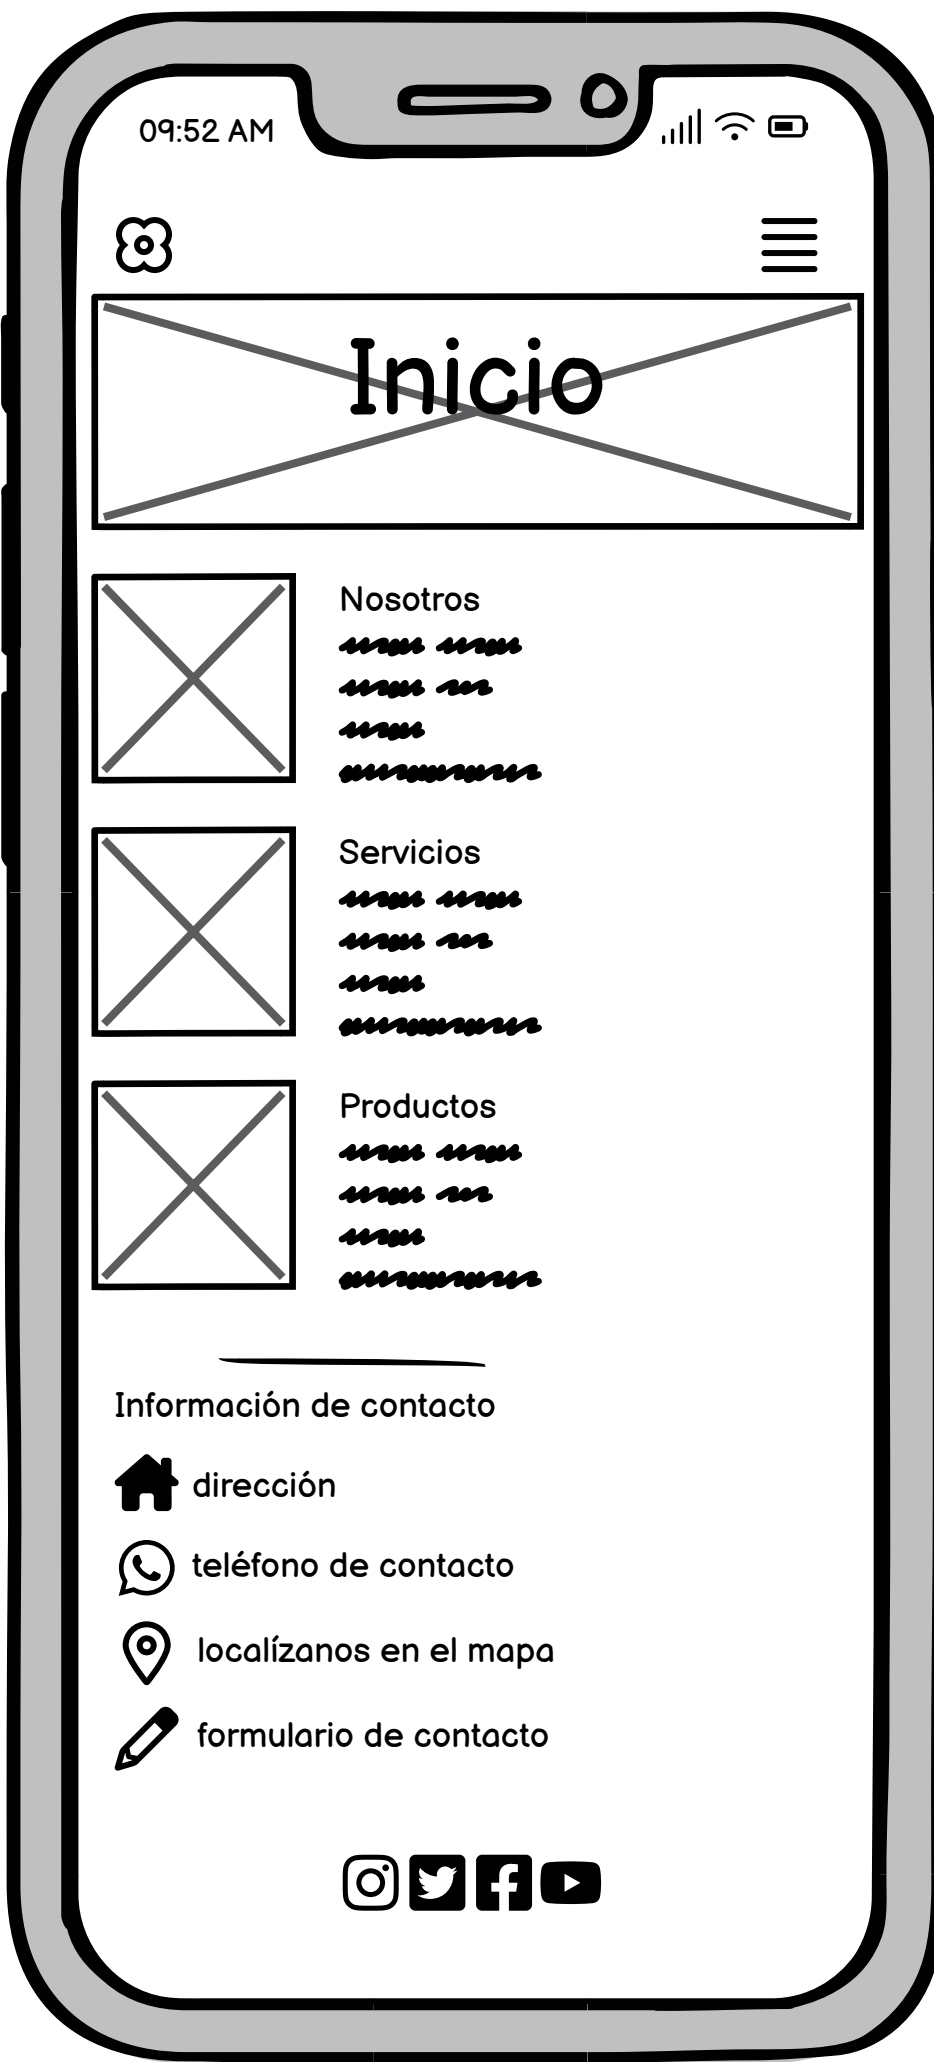 09:52 AM
Inicio
Nosotros
Servicios
Productos
Información de contacto
dirección
teléfono de contacto
localízanos en el mapa
formulario de contacto